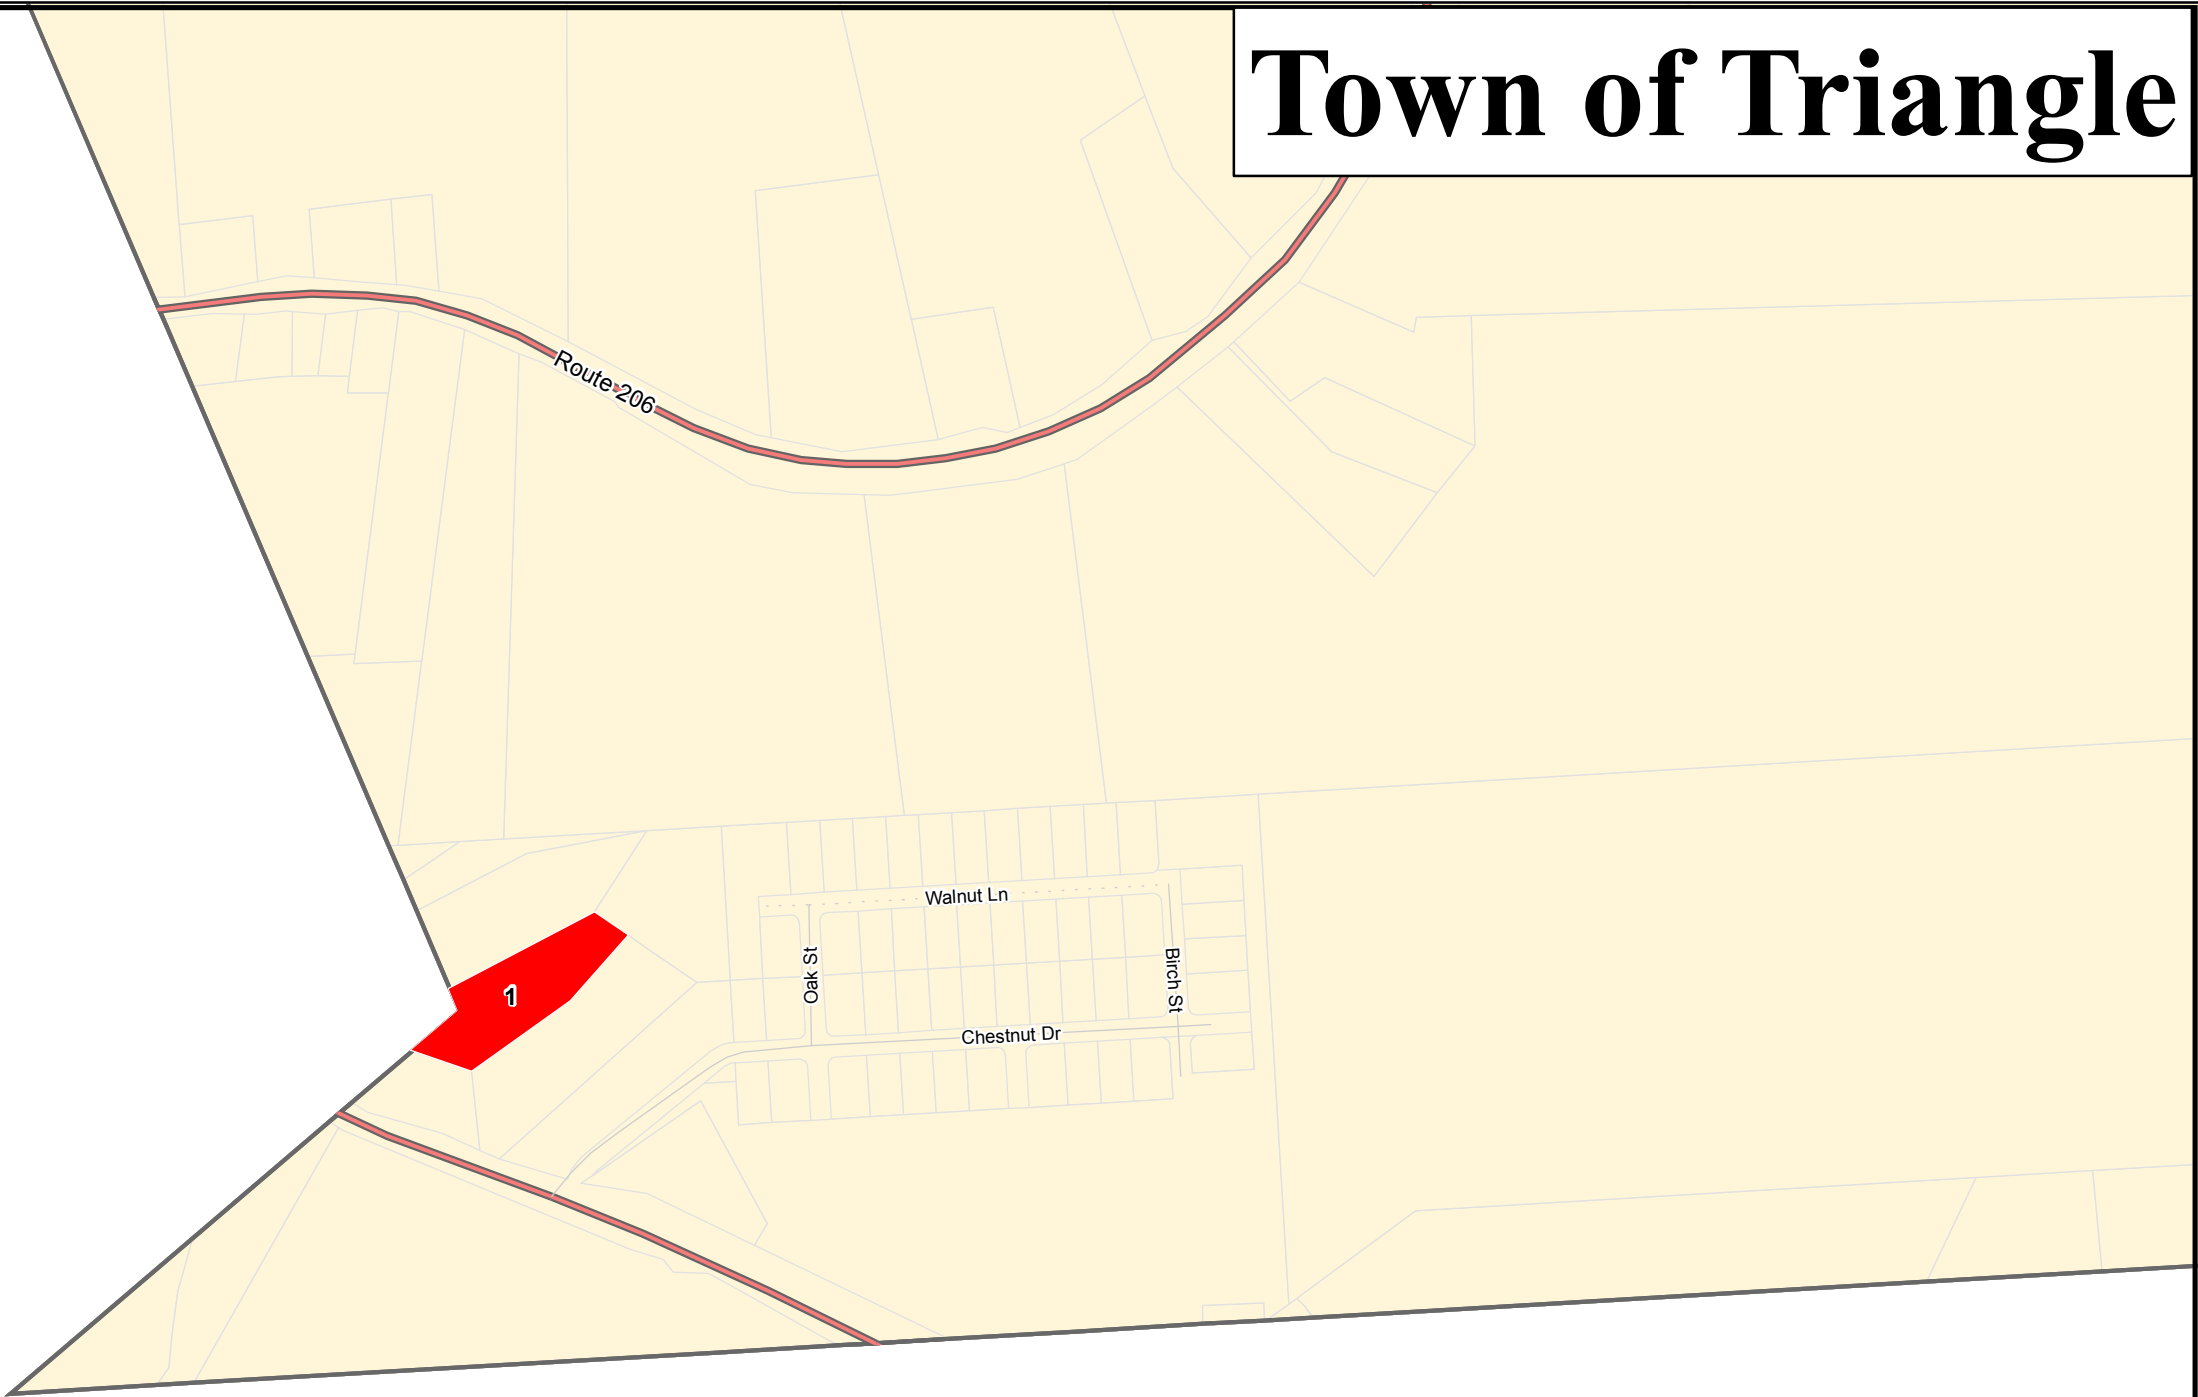 Town of Triangle
Route 206
Walnut Ln
Oak St
Birch St
1
Chestnut Dr